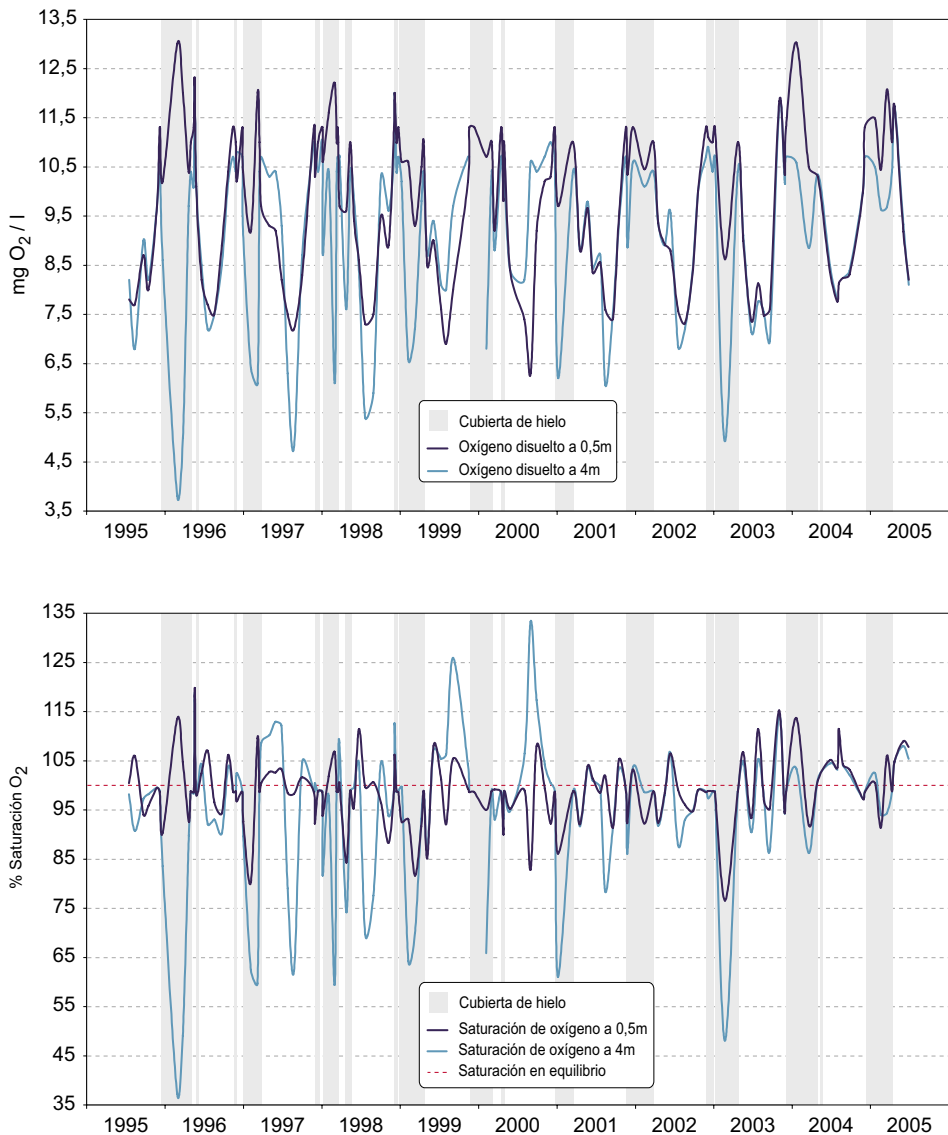 13,5
12,5
11,5
10,5
9,5
8,5
7,5
6,5
5,5
4,5
3,5
mg O2 / l
Cubierta de hielo
Oxígeno disuelto a 0,5m
Oxígeno disuelto a 4m
1995 1996 1997 1998 1999 2000 2001 2002 2003 2004 2005
135
125
115
105
95
85
75
65
55
45
35
% Saturación O2
Cubierta de hielo
Saturación de oxígeno a 0,5m
Saturación de oxígeno a 4m
Saturación en equilibrio
1995 1996 1997 1998 1999 2000 2001 2002 2003 2004 2005